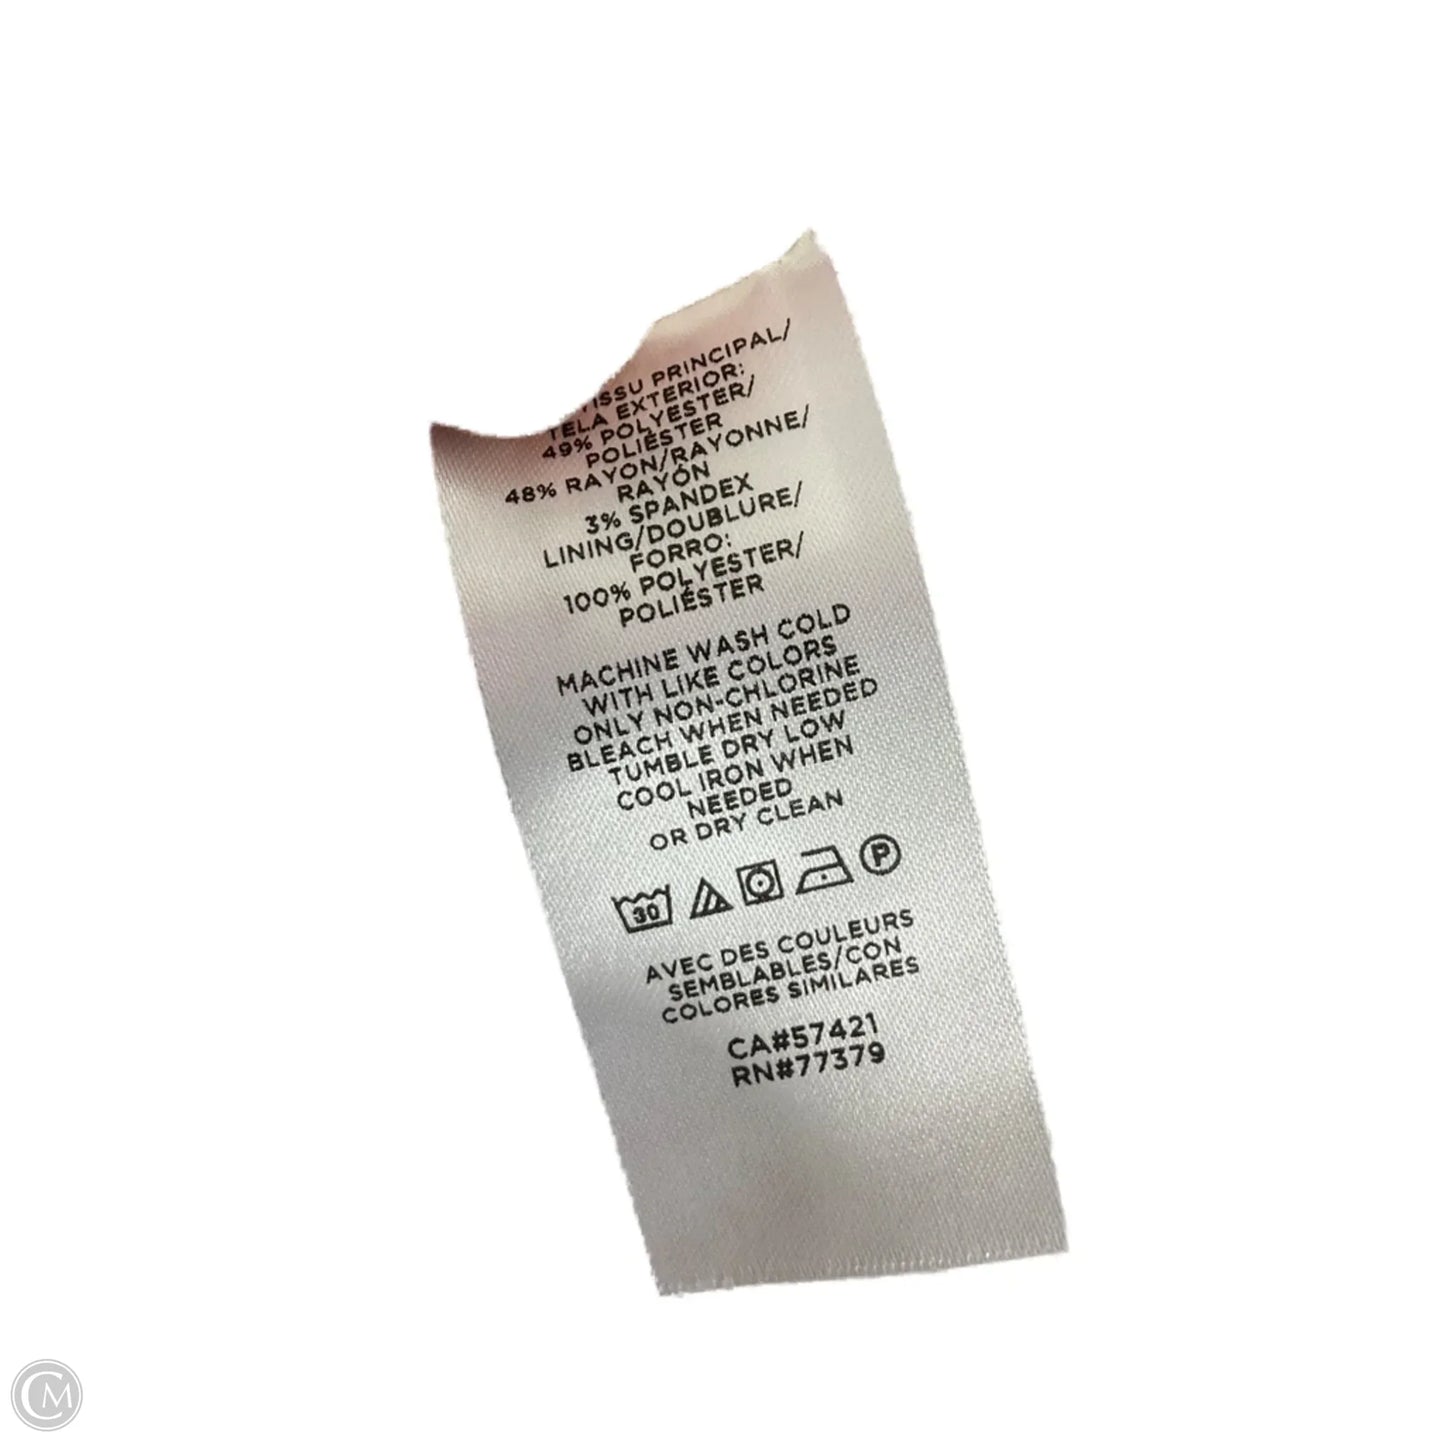 PRINCIPAL/
TELA EXTERIOR:
49% POLYESTER/
POLIÉSTER
48% RAYON/RAYONNE/
RAYÓN
3% SPANDEX
LINING/DOUBLURE/
FORRO:
100% POLYESTER/
POLIÉSTER
MACHINE WASH COLD
WITH LIKE COLORS
ONLY NON-CHLORINE
BLEACH WHEN NEEDED
TUMBLE DRY LOW
COOL IRON WHEN
NEEDED
OR DRY CLEAN
30 P
AVEC DES COULEURS
SEMBLABLES/CON
COLORES SIMILARES
CA#57421
RN#77379
CM